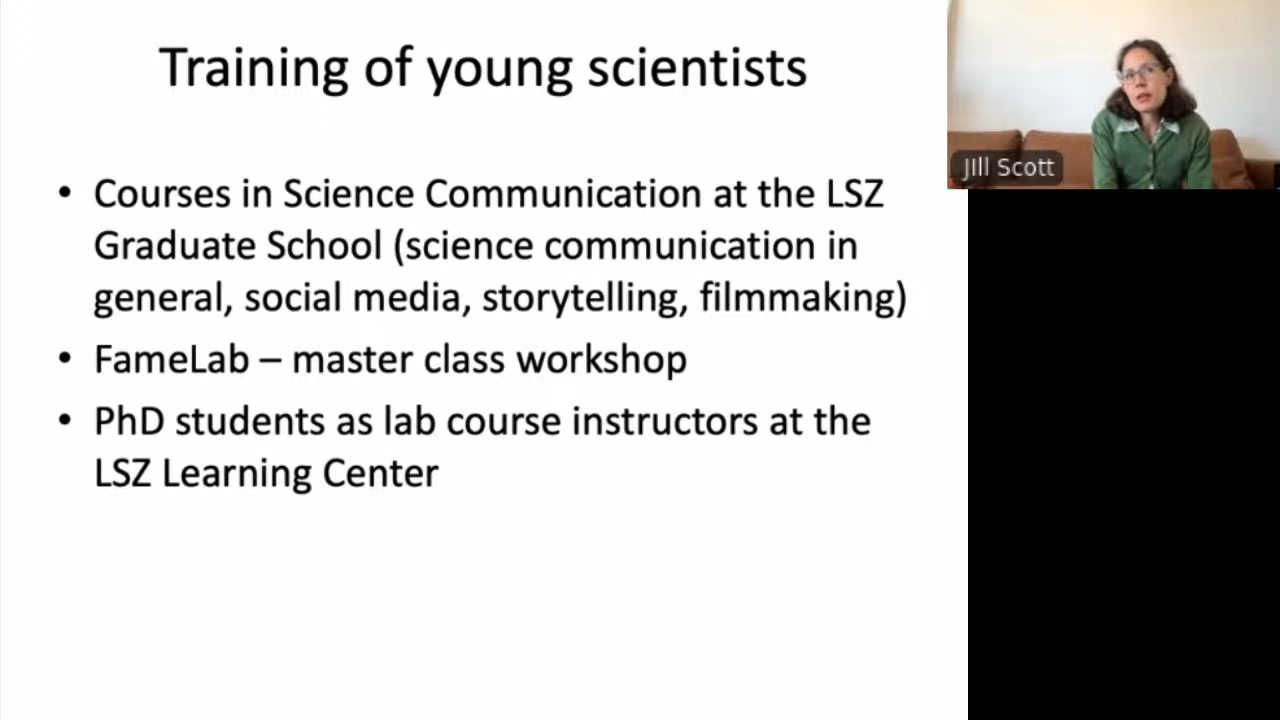 Training of young scientists
• Courses in Science Communication at the LSZ
Graduate School (science communication in
general, social media, storytelling, filmmaking)
• FameLab – master class workshop
• PhD students as lab course instructors at the
LSZ Learning Center
JIll Scott